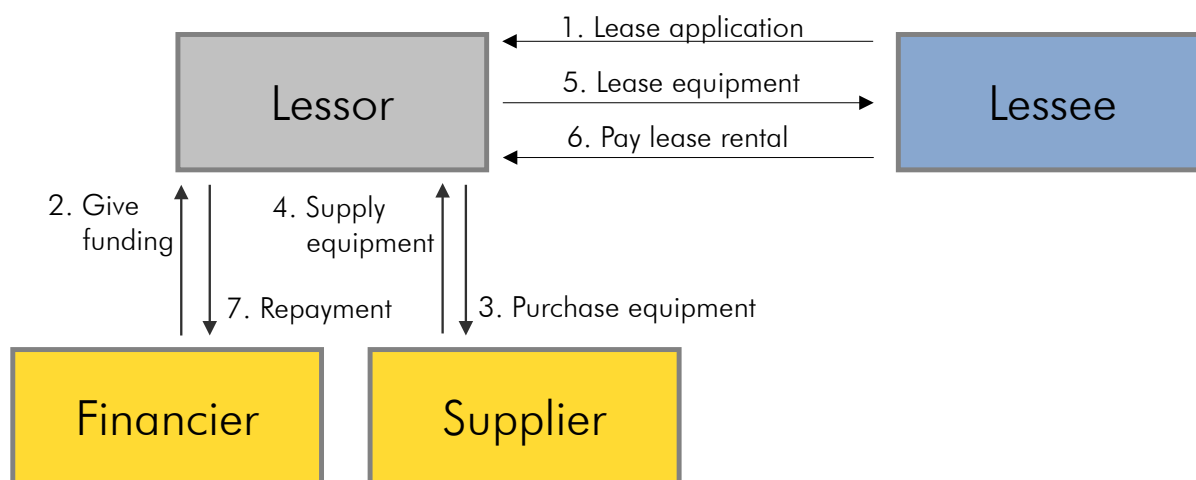 1. Lease application
Lessor
5. Lease equipment
Lessee
6. Pay lease rental
2. Give
funding
4. Supply
equipment
7. Repayment
3. Purchase equipment
Financier
Supplier